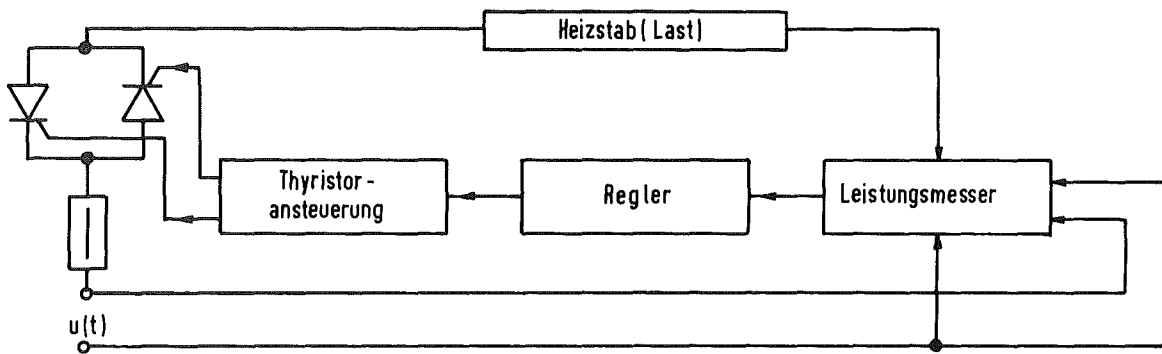 Heizstab (Last)
Thyristor-
ansteuerung
Regler
Leistungsmesser
u(t)